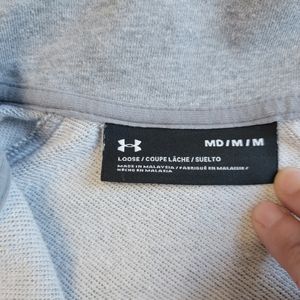 MD / M / M
LOOSE / COUPE LÂCHE / SUELTO
MADE IN MALAYSIA / FABRIQUÉ EN MALAISIE /
HECHO EN MALASIA